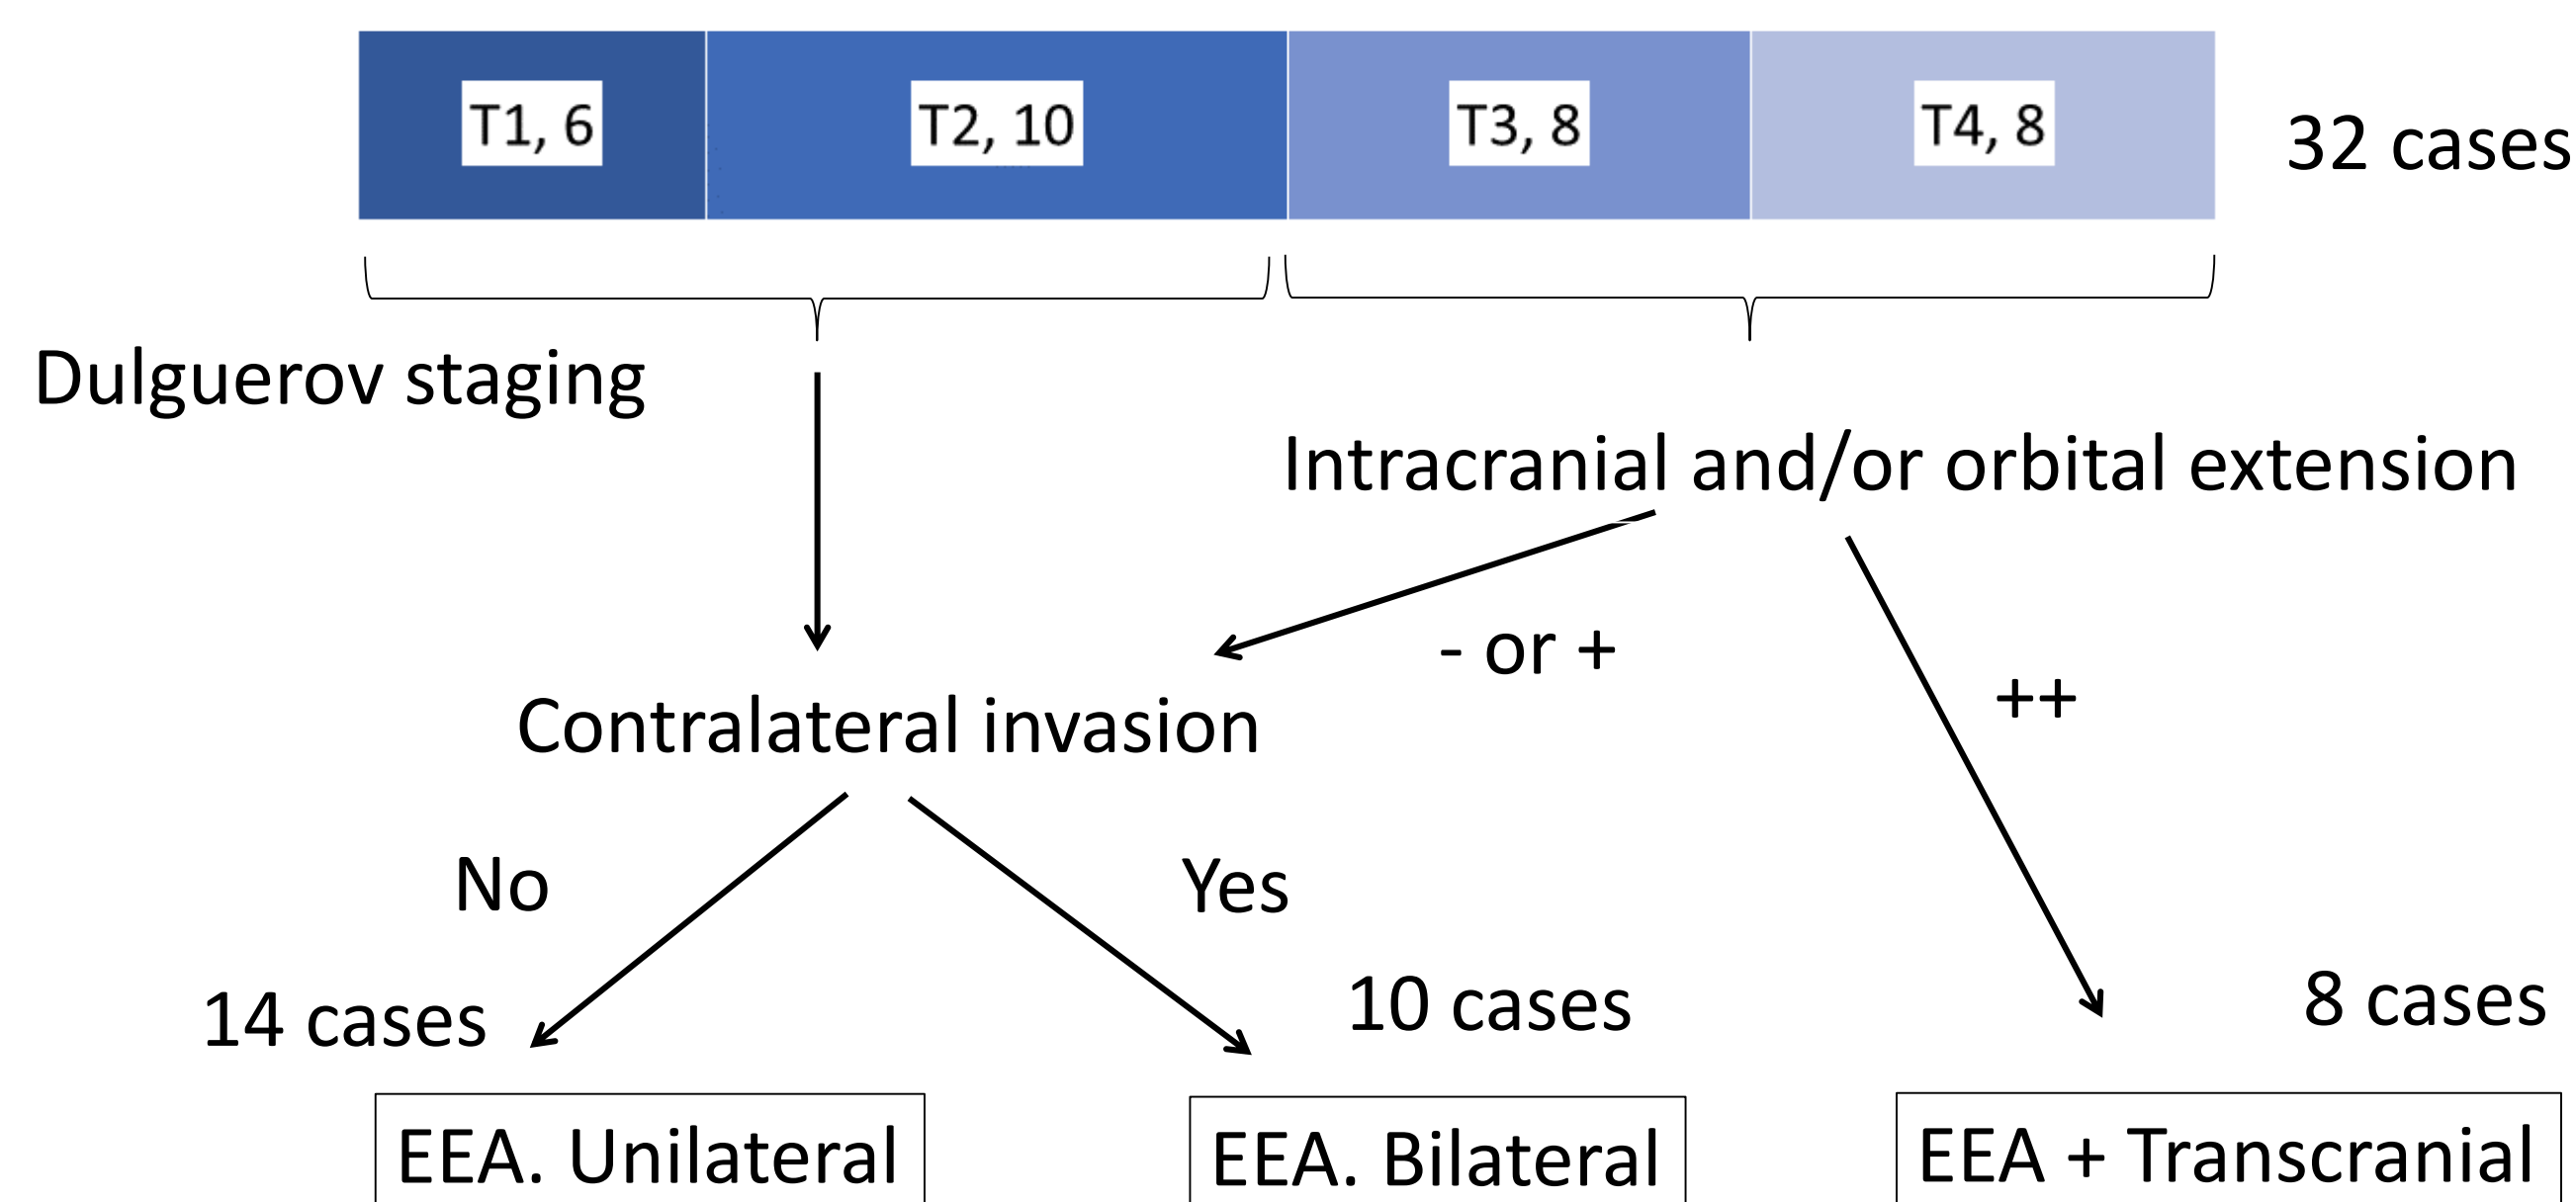 T1, 6
T2, 10
T3, 8
T4, 8
32 cases
Dulguerov staging
Intracranial and/or orbital extension
- or +
++
Contralateral invasion
No
Yes
14 cases
10 cases
8 cases
EEA. Unilateral
EEA. Bilateral
EEA + Transcranial